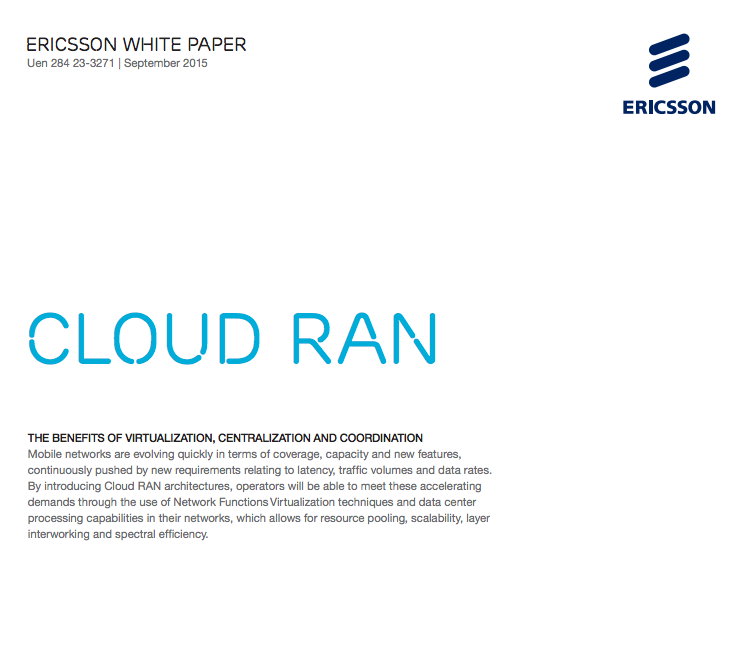 ERICSSON WHITE PAPER
Uen 284 23-3271 | September 2015
ERICSSON
CLOUD RAN
THE BENEFITS OF VIRTUALIZATION, CENTRALIZATION AND COORDINATION
Mobile networks are evolving quickly in terms of coverage, capacity and new features,
continuously pushed by new requirements relating to latency, traffic volumes and data rates.
By introducing Cloud RAN architectures, operators will be able to meet these accelerating
demands through the use of Network Functions Virtualization techniques and data center
processing capabilities in their networks, which allows for resource pooling, scalability, layer
interworking and spectral efficiency.